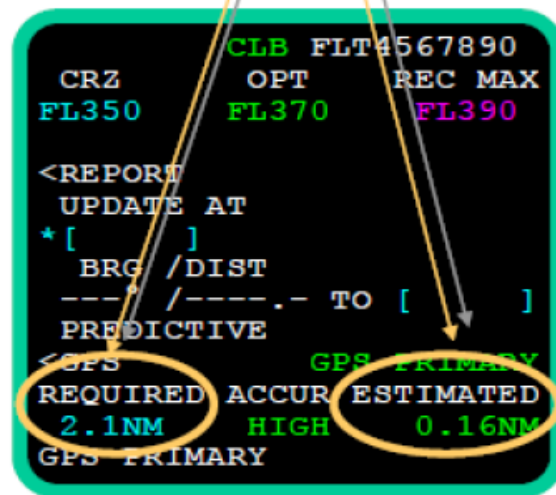 CLB FLT4567890
CRZ OPT REC MAX
FL350 FL370 FL390
<REPORT
UPDATE AT
*[ ]
BRG /DIST
---° /----.- TO [ ]
PREDICTIVE
<GPS GPS PRIMARY
REQUIRED ACCUR ESTIMATED
2.1NM HIGH 0.16NM
GPS PRIMARY